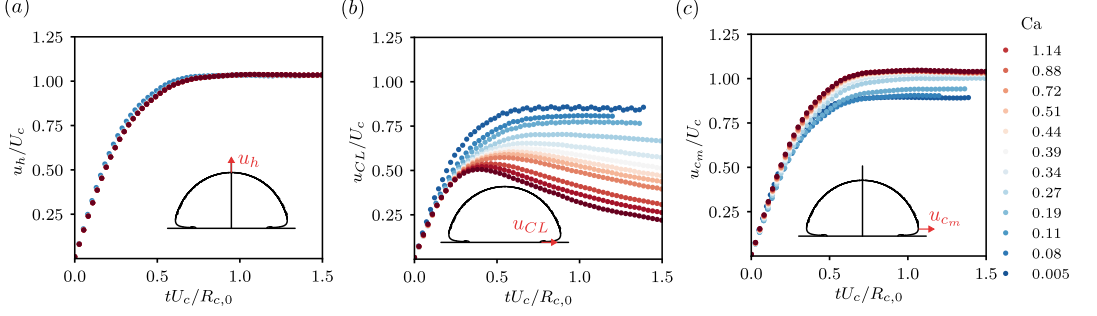 (a)
1.25
1.00
0.75
0.50
0.25
u_h/U_c
u_h
0.0 0.5 1.0 1.5
tU_c/R_{c,0}
(b)
1.25
1.00
0.75
0.50
0.25
u_{CL}/U_c
u_{CL}
0.0 0.5 1.0 1.5
tU_c/R_{c,0}
(c)
1.25
1.00
0.75
0.50
0.25
u_{c_m}/U_c
u_{c_m}
0.0 0.5 1.0 1.5
tU_c/R_{c,0}
Ca
1.14
0.88
0.72
0.51
0.44
0.39
0.34
0.27
0.19
0.11
0.08
0.005